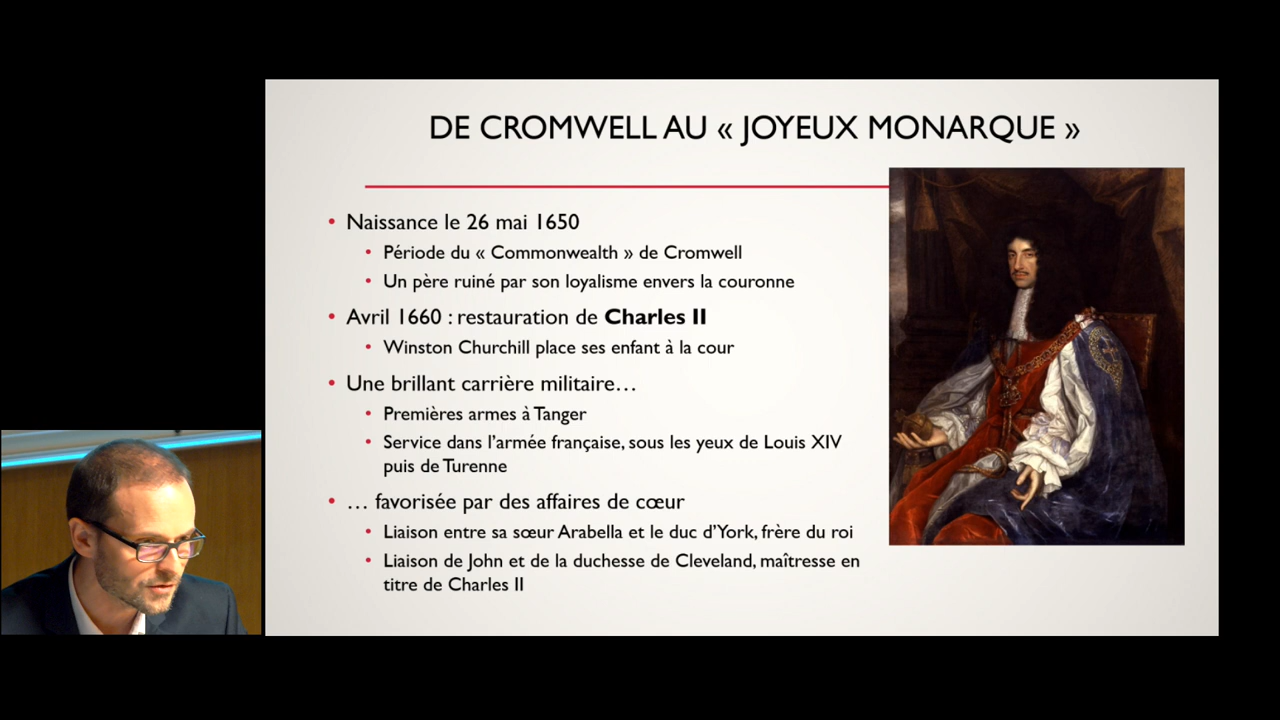 DE CROMWELL AU « JOYEUX MONARQUE »
• Naissance le 26 mai 1650
• Période du « Commonwealth » de Cromwell
• Un père ruiné par son loyalisme envers la couronne
• Avril 1660 : restauration de Charles II
• Winston Churchill place ses enfant à la cour
• Une brillant carrière militaire…
• Premières armes à Tanger
• Service dans l’armée française, sous les yeux de Louis XIV
puis de Turenne
• … favorisée par des affaires de cœur
• Liaison entre sa sœur Arabella et le duc d’York, frère du roi
• Liaison de John et de la duchesse de Cleveland, maîtresse en
titre de Charles II